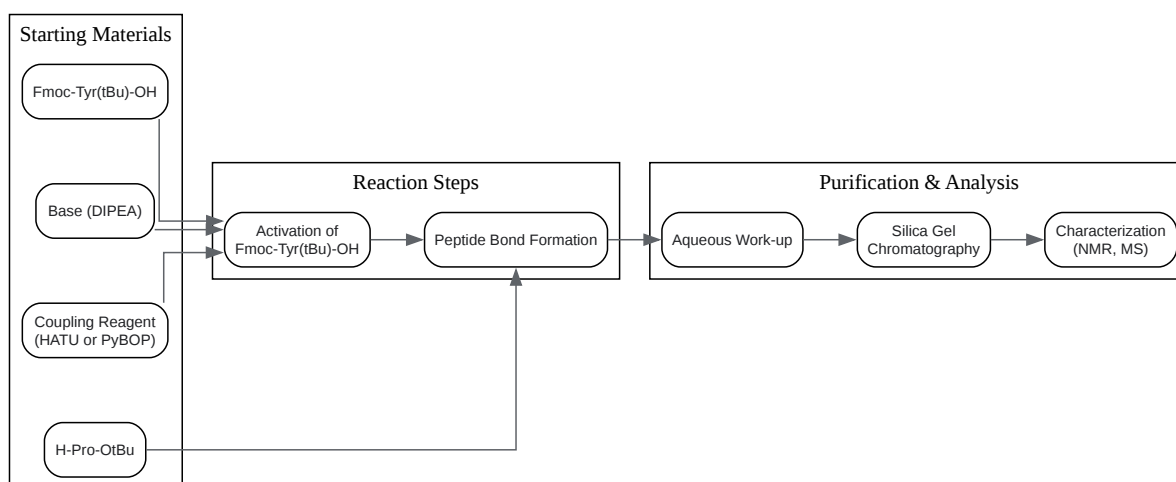 Starting Materials
Fmoc-Tyr(tBu)-OH
Base (DIPEA)
Coupling Reagent
(HATU or PyBOP)
H-Pro-OtBu
Reaction Steps
Activation of
Fmoc-Tyr(tBu)-OH
Peptide Bond Formation
Purification & Analysis
Aqueous Work-up
Silica Gel
Chromatography
Characterization
(NMR, MS)